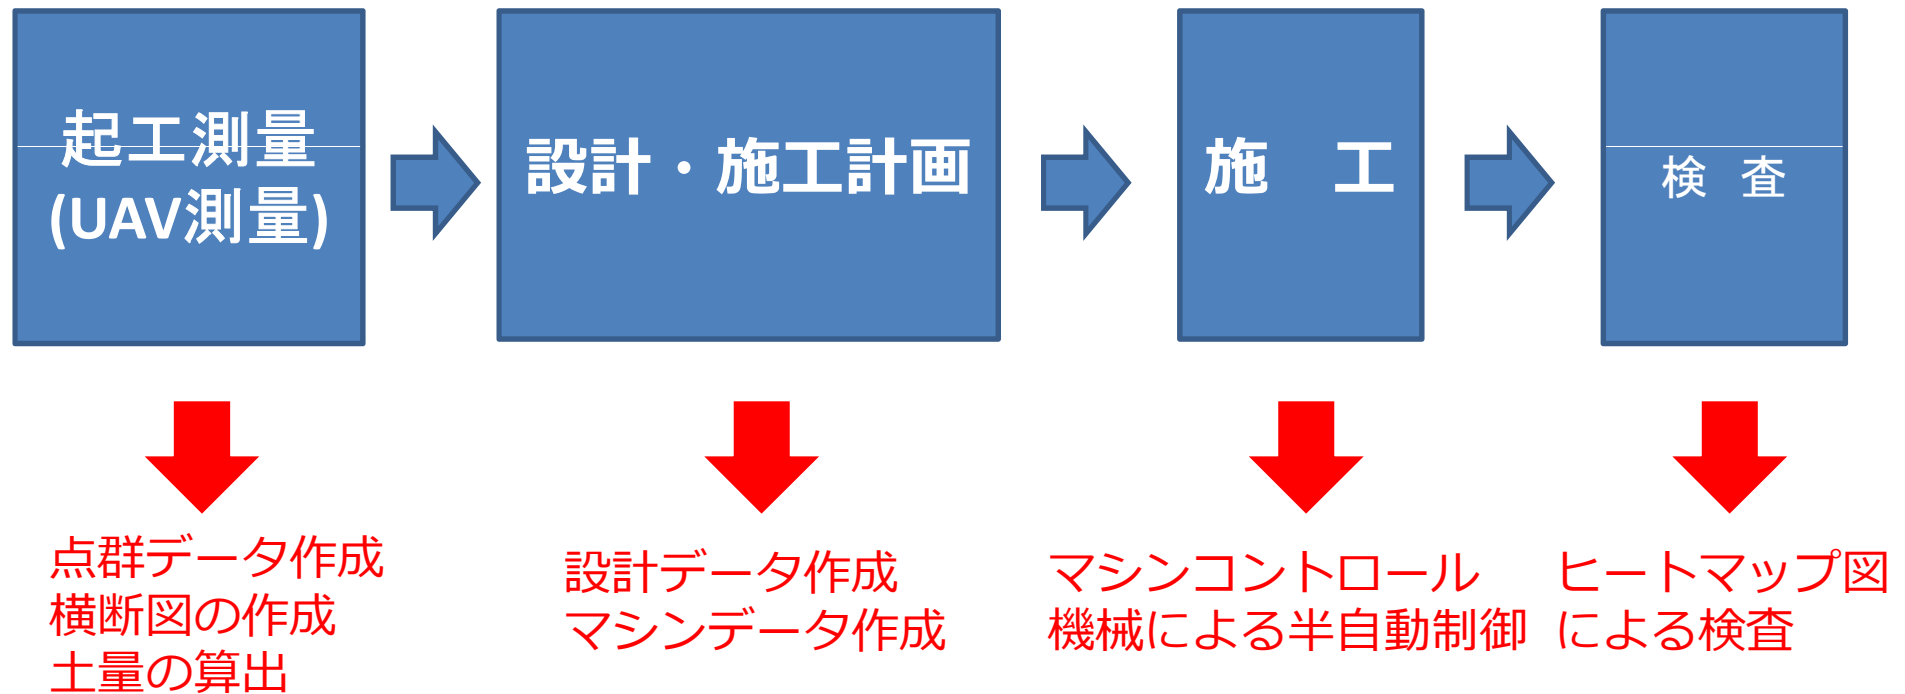 起工測量
(UAV測量)
設計・施工計画
施　工
検　査
点群データ作成
横断図の作成
土量の算出
設計データ作成
マシンデータ作成
マシンコントロール
機械による半自動制御
ヒートマップ図
による検査